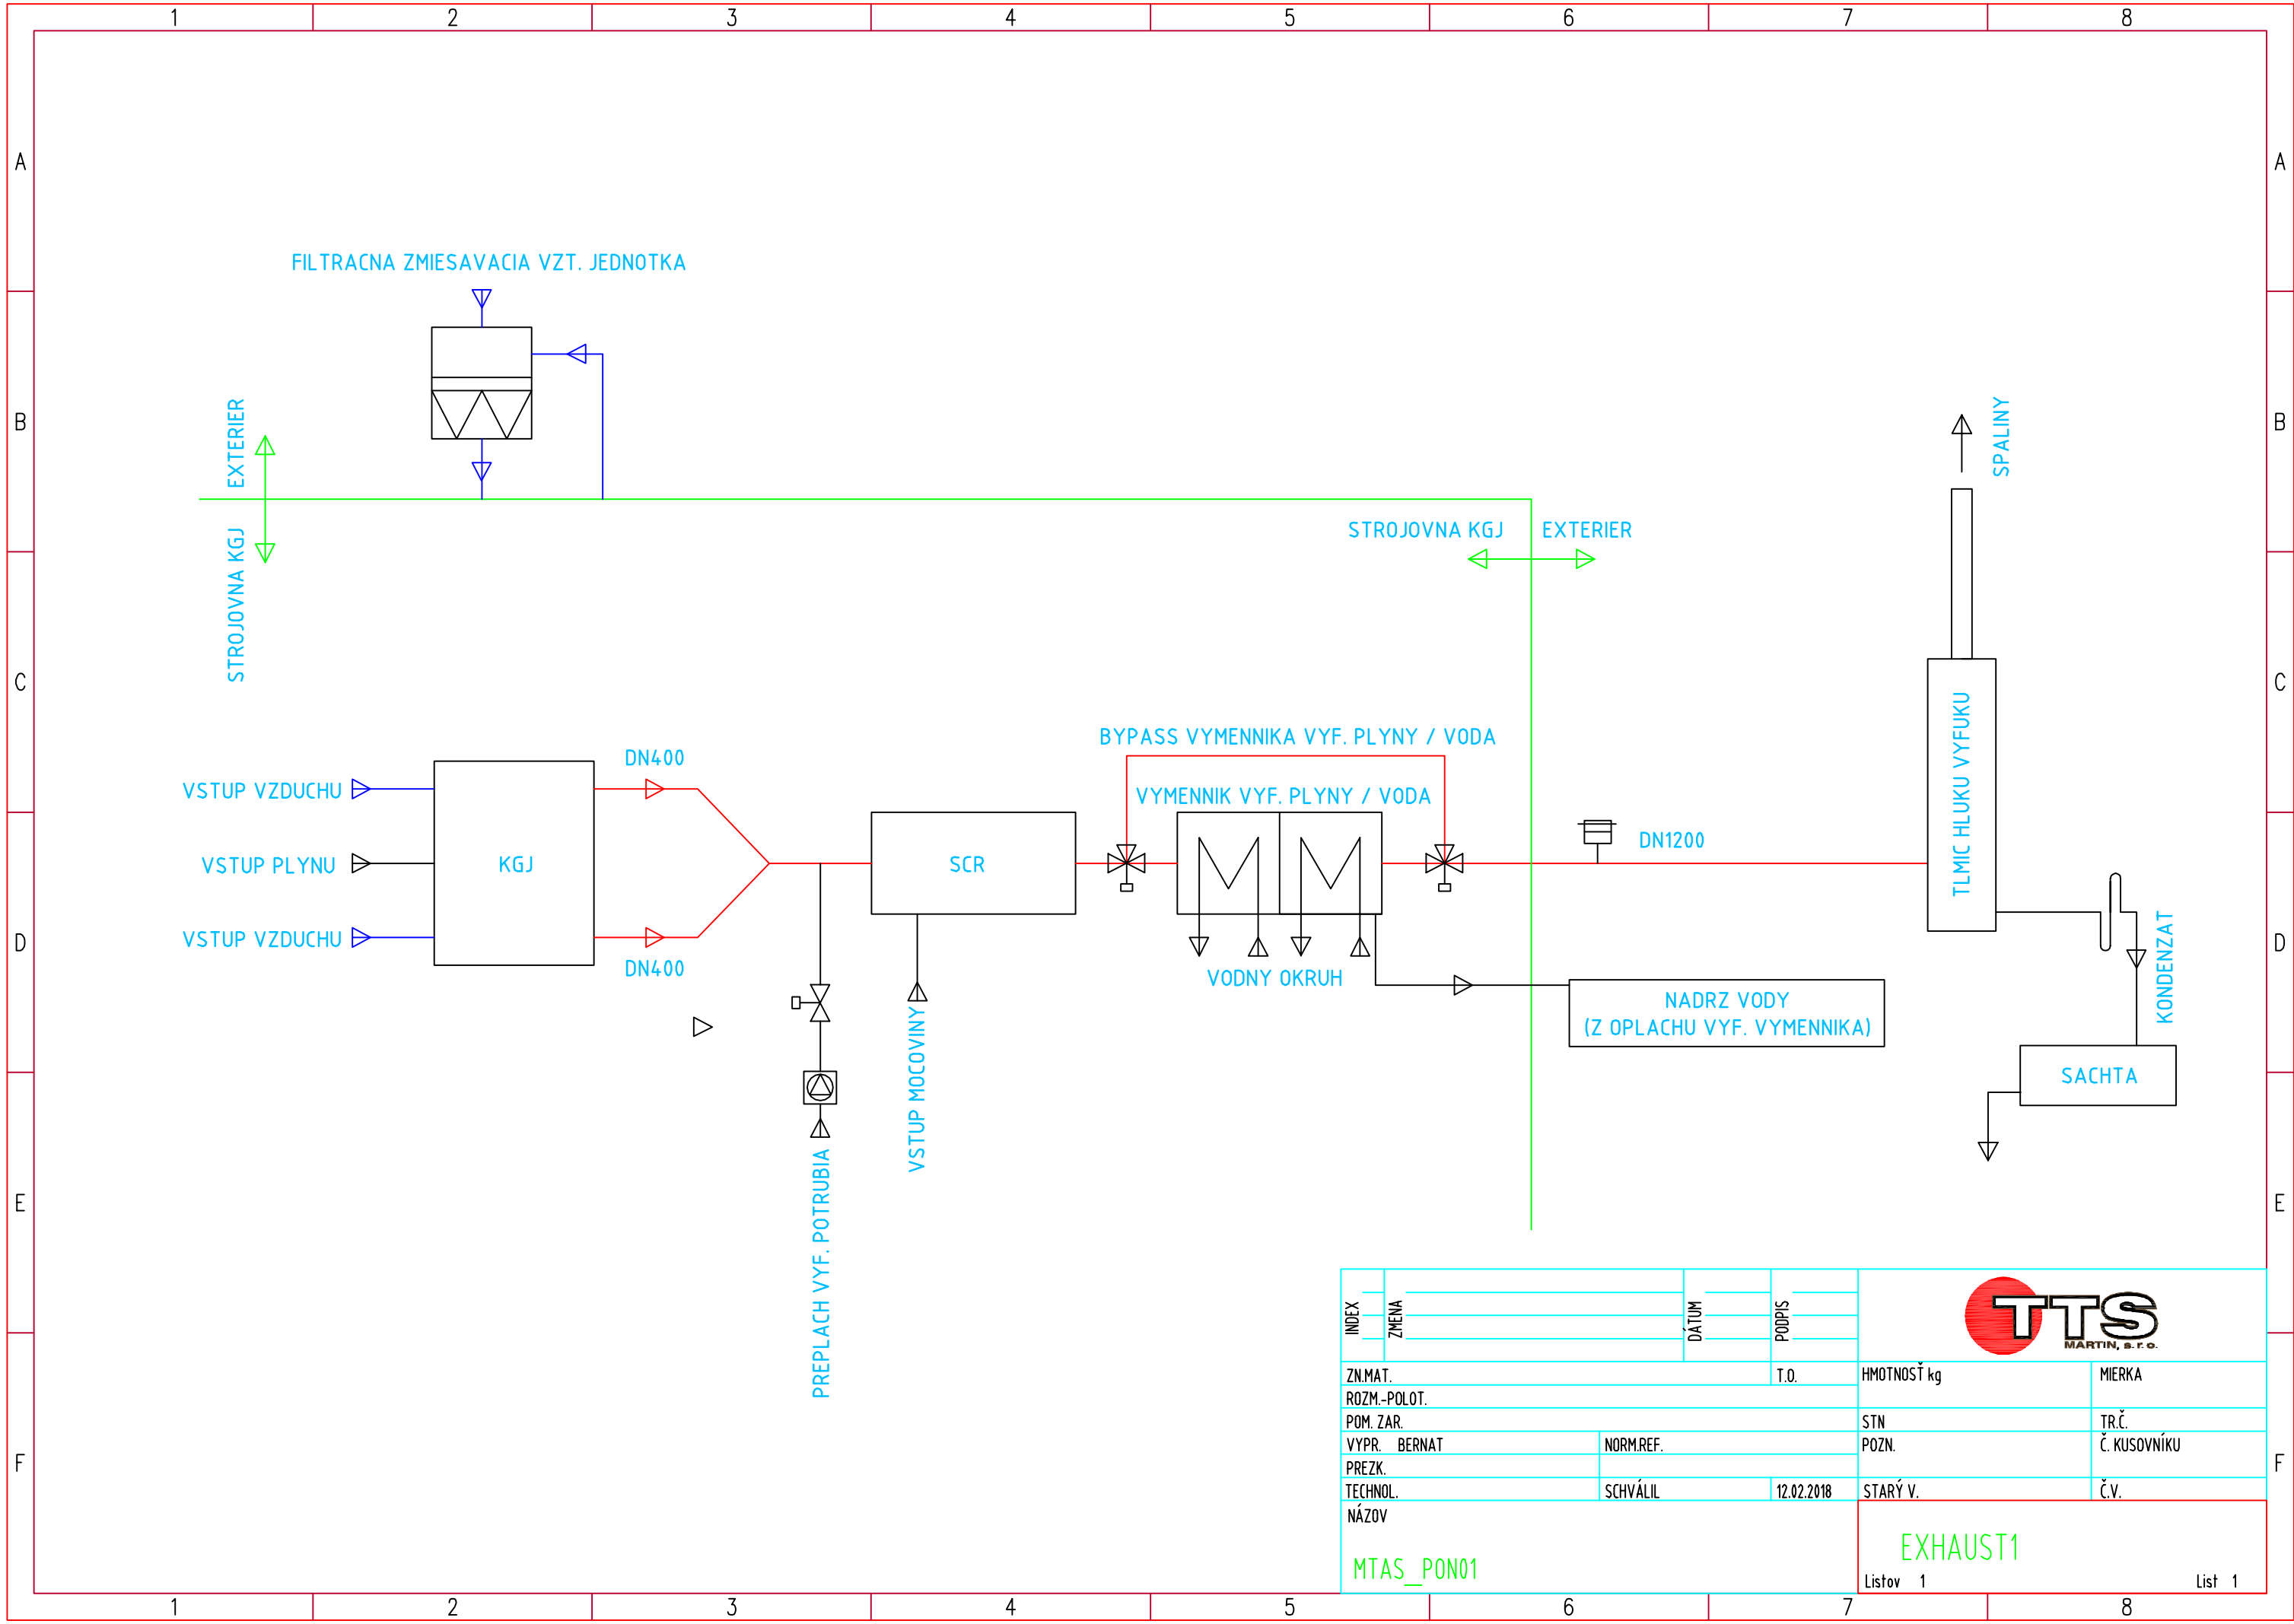 1 2 3 4 5 6 7 8
A A
FILTRACNA ZMIESAVACIA VZT. JEDNOTKA
B B
EXTERIER
STROJOVNA KGJ
SPALINY
STROJOVNA KGJ EXTERIER
C C
BYPASS VYMENNIKA VYF. PLYNY / VODA
DN400
VSTUP VZDUCHU
VYMENNIK VYF. PLYNY / VODA
TLMIC HLUKU VYFUKU
DN1200
VSTUP PLYNU
KGJ
SCR
D D
VSTUP VZDUCHU
DN400
VODNY OKRUH
KONDENZAT
NADRZ VODY
(Z OPLACHU VYF. VYMENNIKA)
VSTUP MOCOVINY
SACHTA
PREPLACH VYF. POTRUBIA
E E
INDEX
ZMENA
DÁTUM
PODPIS
TTS
MARTIN, s.r.o.
ZN.MAT. T.O. HMOTNOSŤ kg MIERKA
ROZM.-POLOT.
POM. ZAR. STN TR.Č.
VYPR. BERNAT NORM.REF. POZN. Č. KUSOVNÍKU
F F
PREZK.
TECHNOL. SCHVÁLIL 12.02.2018 STARÝ V. Č.V.
NÁZOV
MTAS_PON01
EXHAUST1
Listov 1 List 1
1 2 3 4 5 6 7 8